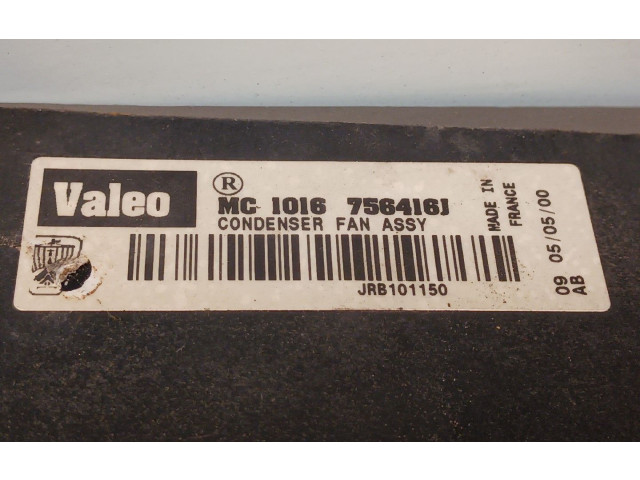 Valeo ® MC 1016 756416J
CONDENSER FAN ASSY
JRB101150
MADE IN
FRANCE
09 05/05/00
AB